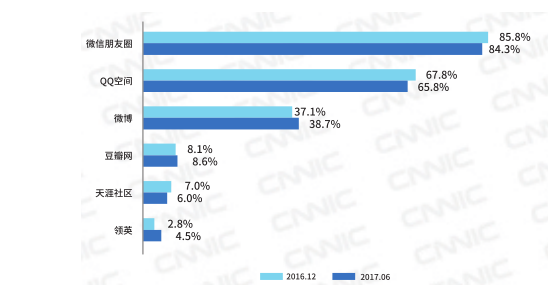 微信朋友圈 85.8%
84.3%
QQ空间 67.8%
65.8%
微博 37.1%
38.7%
豆瓣网 8.1%
8.6%
天涯社区 7.0%
6.0%
领英 2.8%
4.5%
2016.12 2017.06
CNNIC